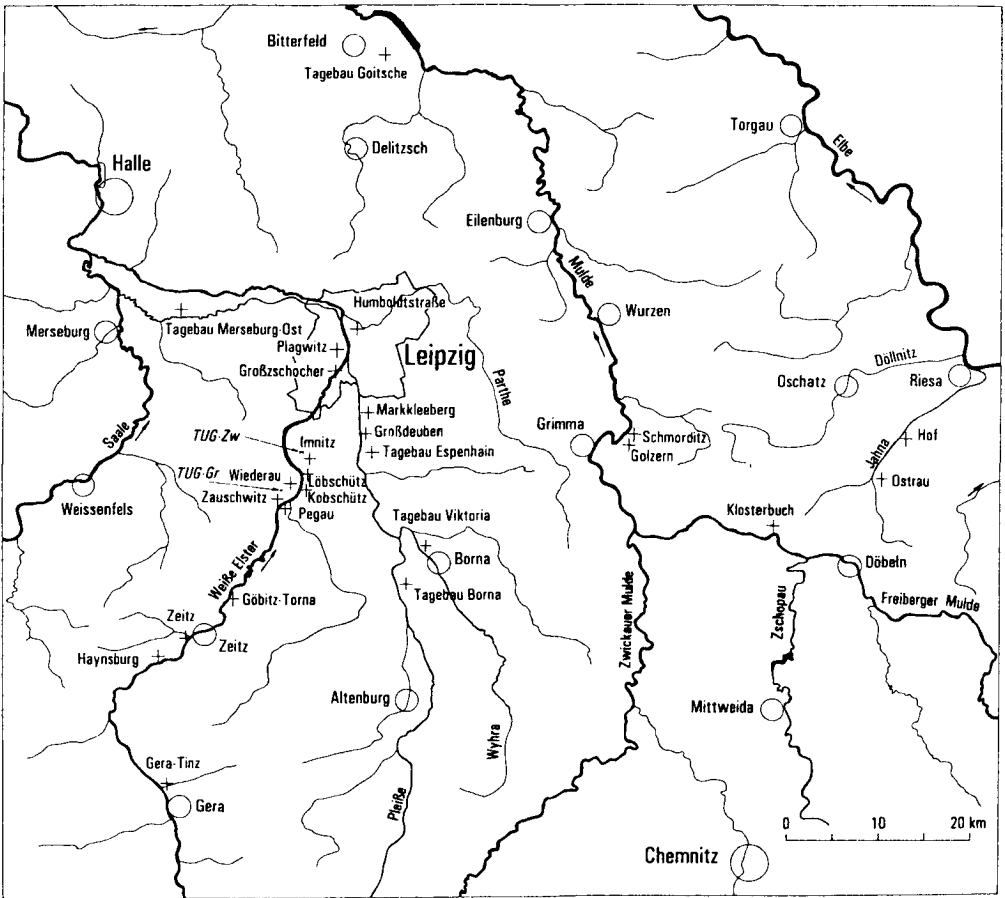 Bitterfeld
Tagebau Goitsche
Torgau
Elbe
Delitzsch
Halle
Eilenburg
Mulde
Humboldtstraße
Wurzen
Merseburg
Tagebau Merseburg-Ost
Plagwitz
Leipzig
Döllnitz
Großzschocher
Oschatz
Riesa
Parthe
Markkleeberg
Saale
TUG-Zw
Imnitz
Großdeuben
Grimma
Schmorditz
Hof
Tagebau Espenhain
Golzern
Jahna
TUG-Gr
Wiederau
Löbschütz
Ostrau
Zauschwitz
Kobschütz
Weissenfels
Pegau
Klosterbuch
Tagebau Viktoria
Borna
Döbeln
Weiße Elster
Tagebau Borna
Freiberger Mulde
Göbitz-Torna
Zwickauer Mulde
Zschopau
Zeitz
Zeitz
Haynsburg
Altenburg
Mittweida
Wyhra
Gera-Tinz
Pleiße
Gera
0 10 20 km
Chemnitz